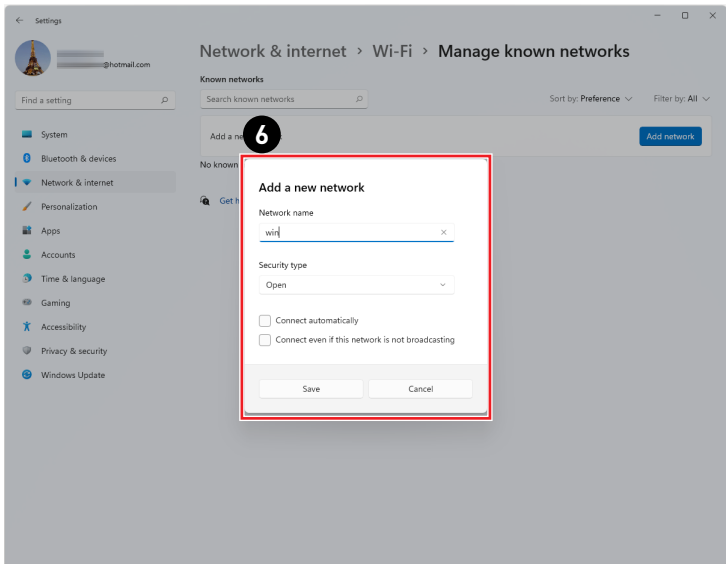 Settings
@hotmail.com
Find a setting
System
Bluetooth & devices
Network & internet
Personalization
Apps
Accounts
Time & language
Gaming
Accessibility
Privacy & security
Windows Update
Network & internet > Wi-Fi > Manage known networks
Known networks
Search known networks
Sort by: Preference
Filter by: All
Add a
Add network
No known
Get
6
Add a new network
Network name
win
Security type
Open
Connect automatically
Connect even if this network is not broadcasting
Save
Cancel